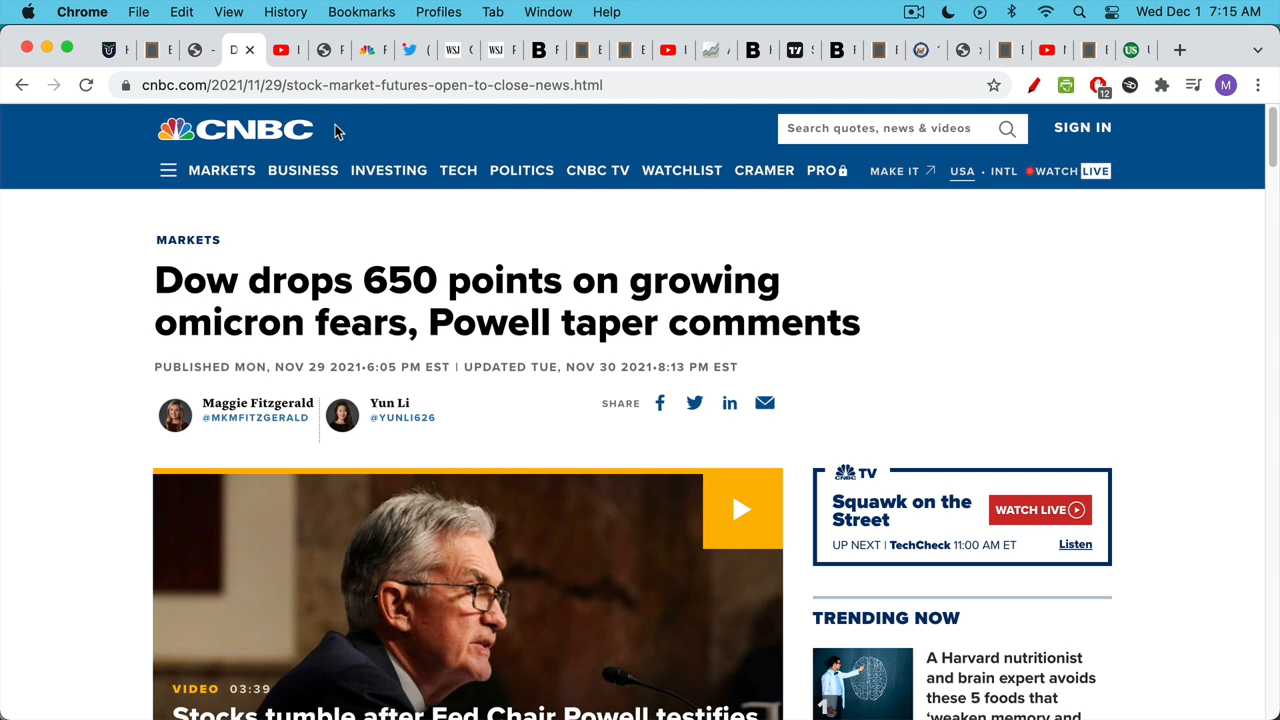 Chrome File Edit View History Bookmarks Profiles Tab Window Help Wed Dec 1 7:15 AM
cnbc.com/2021/11/29/stock-market-futures-open-to-close-news.html
12
M
CNBC
Search quotes, news & videos
SIGN IN
MARKETS BUSINESS INVESTING TECH POLITICS CNBC TV WATCHLIST CRAMER PRO MAKE IT USA • INTL WATCH LIVE
MARKETS
Dow drops 650 points on growing
omicron fears, Powell taper comments
PUBLISHED MON, NOV 29 2021•6:05 PM EST | UPDATED TUE, NOV 30 2021•8:13 PM EST
Maggie Fitzgerald
@MKMFITZGERALD
Yun Li
@YUNLI626
SHARE
CNBC TV
Squawk on the
Street
WATCH LIVE
UP NEXT | TechCheck 11:00 AM ET
Listen
TRENDING NOW
1
A Harvard nutritionist
and brain expert avoids
these 5 foods that
‘weaken memory and
VIDEO 03:39
Stocks tumble after Fed Chair Powell testifies